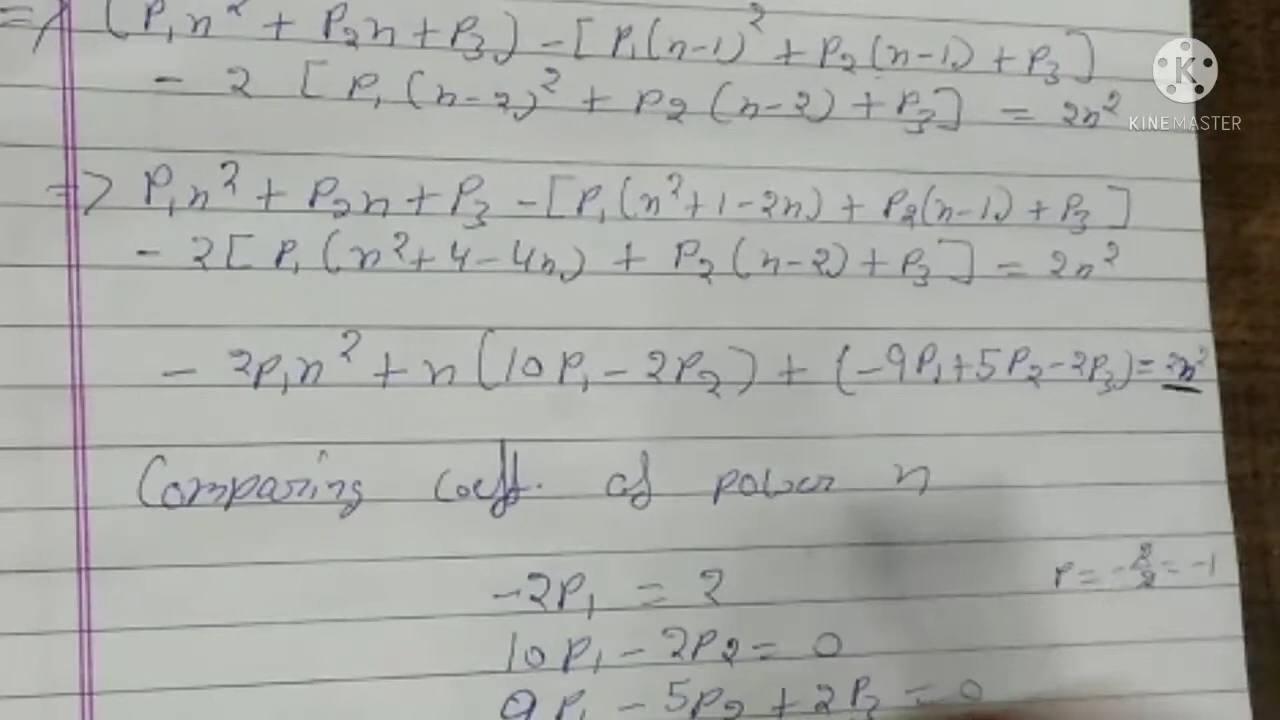 => (P₁n² + P₂n + P₃) - [P₁(n-1)² + P₂(n-1) + P₃]
- 2 [P₁(n-2)² + P₂(n-2) + P₃] = 2n²
KINEMASTER
=> P₁n² + P₂n + P₃ - [P₁(n²+1-2n) + P₂(n-1) + P₃]
- 2[P₁(n²+4-4n) + P₂(n-2) + P₃] = 2n²
- 2P₁n² + n(10P₁ - 2P₂) + (-9P₁+5P₂-2P₃) = 2n²
Comparing Coeff. of power n
-2P₁ = 2
P = -2/2 = -1
10P₁ - 2P₂ = 0
9P₁ - 5P₂ + 2P₃ = 0